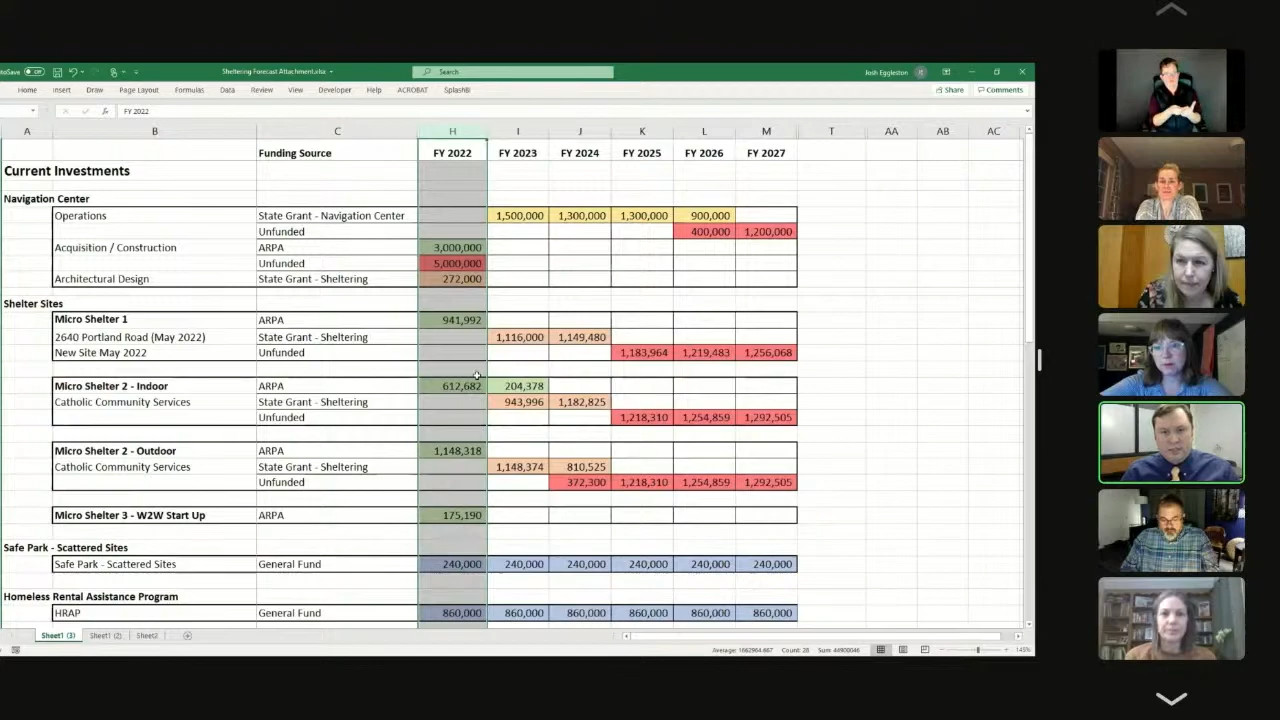 AutoSave Off Sheltering Forecast Attachment.xlsx Search Josh Eggleston JE
Home Insert Draw Page Layout Formulas Data Review View Developer Help ACROBAT SplashBI Share Comments
fx FY 2022
A B C H I J K L M T AA AB AC
Funding Source FY 2022 FY 2023 FY 2024 FY 2025 FY 2026 FY 2027
Current Investments
Navigation Center
Operations State Grant - Navigation Center 1,500,000 1,300,000 1,300,000 900,000
Unfunded 400,000 1,200,000
Acquisition / Construction ARPA 3,000,000
Unfunded 5,000,000
Architectural Design State Grant - Sheltering 272,000
Shelter Sites
Micro Shelter 1 ARPA 941,992
2640 Portland Road (May 2022) State Grant - Sheltering 1,116,000 1,149,480
New Site May 2022 Unfunded 1,183,964 1,219,483 1,256,068
Micro Shelter 2 - Indoor ARPA 612,682 204,378
Catholic Community Services State Grant - Sheltering 943,996 1,182,825
Unfunded 1,218,310 1,254,859 1,292,505
Micro Shelter 2 - Outdoor ARPA 1,148,318
Catholic Community Services State Grant - Sheltering 1,148,374 810,525
Unfunded 372,300 1,218,310 1,254,859 1,292,505
Micro Shelter 3 - W2W Start Up ARPA 175,190
Safe Park - Scattered Sites
Safe Park - Scattered Sites General Fund 240,000 240,000 240,000 240,000 240,000 240,000
Homeless Rental Assistance Program
HRAP General Fund 860,000 860,000 860,000 860,000 860,000 860,000
Sheet1 (3) Sheet1 (2) Sheet2
Count: 28 Sum: 44900046 145%